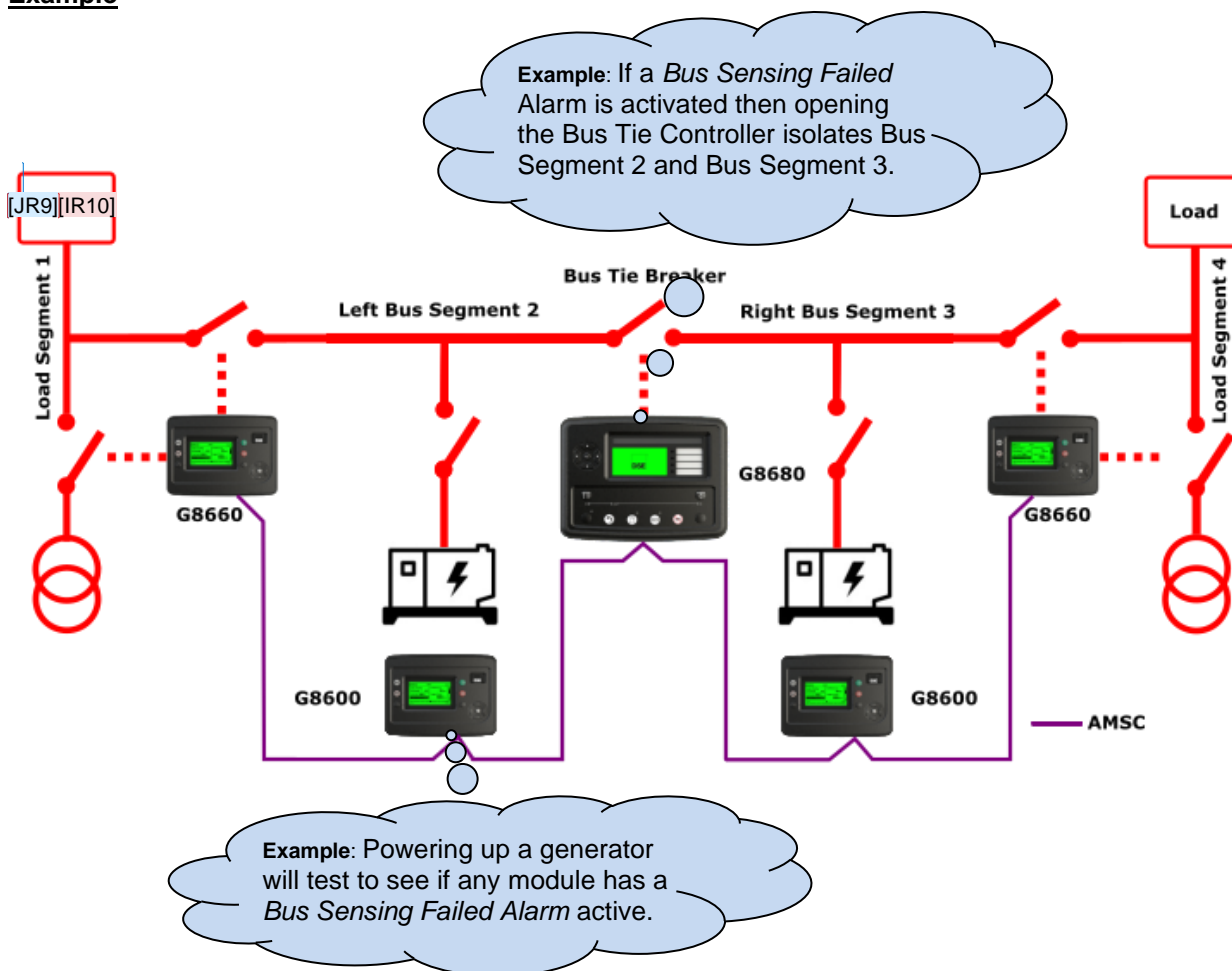 Example
Example: If a Bus Sensing Failed
Alarm is activated then opening
the Bus Tie Controller isolates Bus
Segment 2 and Bus Segment 3.
[JR9][IR10]
Load
Load Segment 1
Bus Tie Breaker
Left Bus Segment 2
Right Bus Segment 3
Load Segment 4
G8660
G8680
G8660
G8600
G8600
AMSC
Example: Powering up a generator
will test to see if any module has a
Bus Sensing Failed Alarm active.